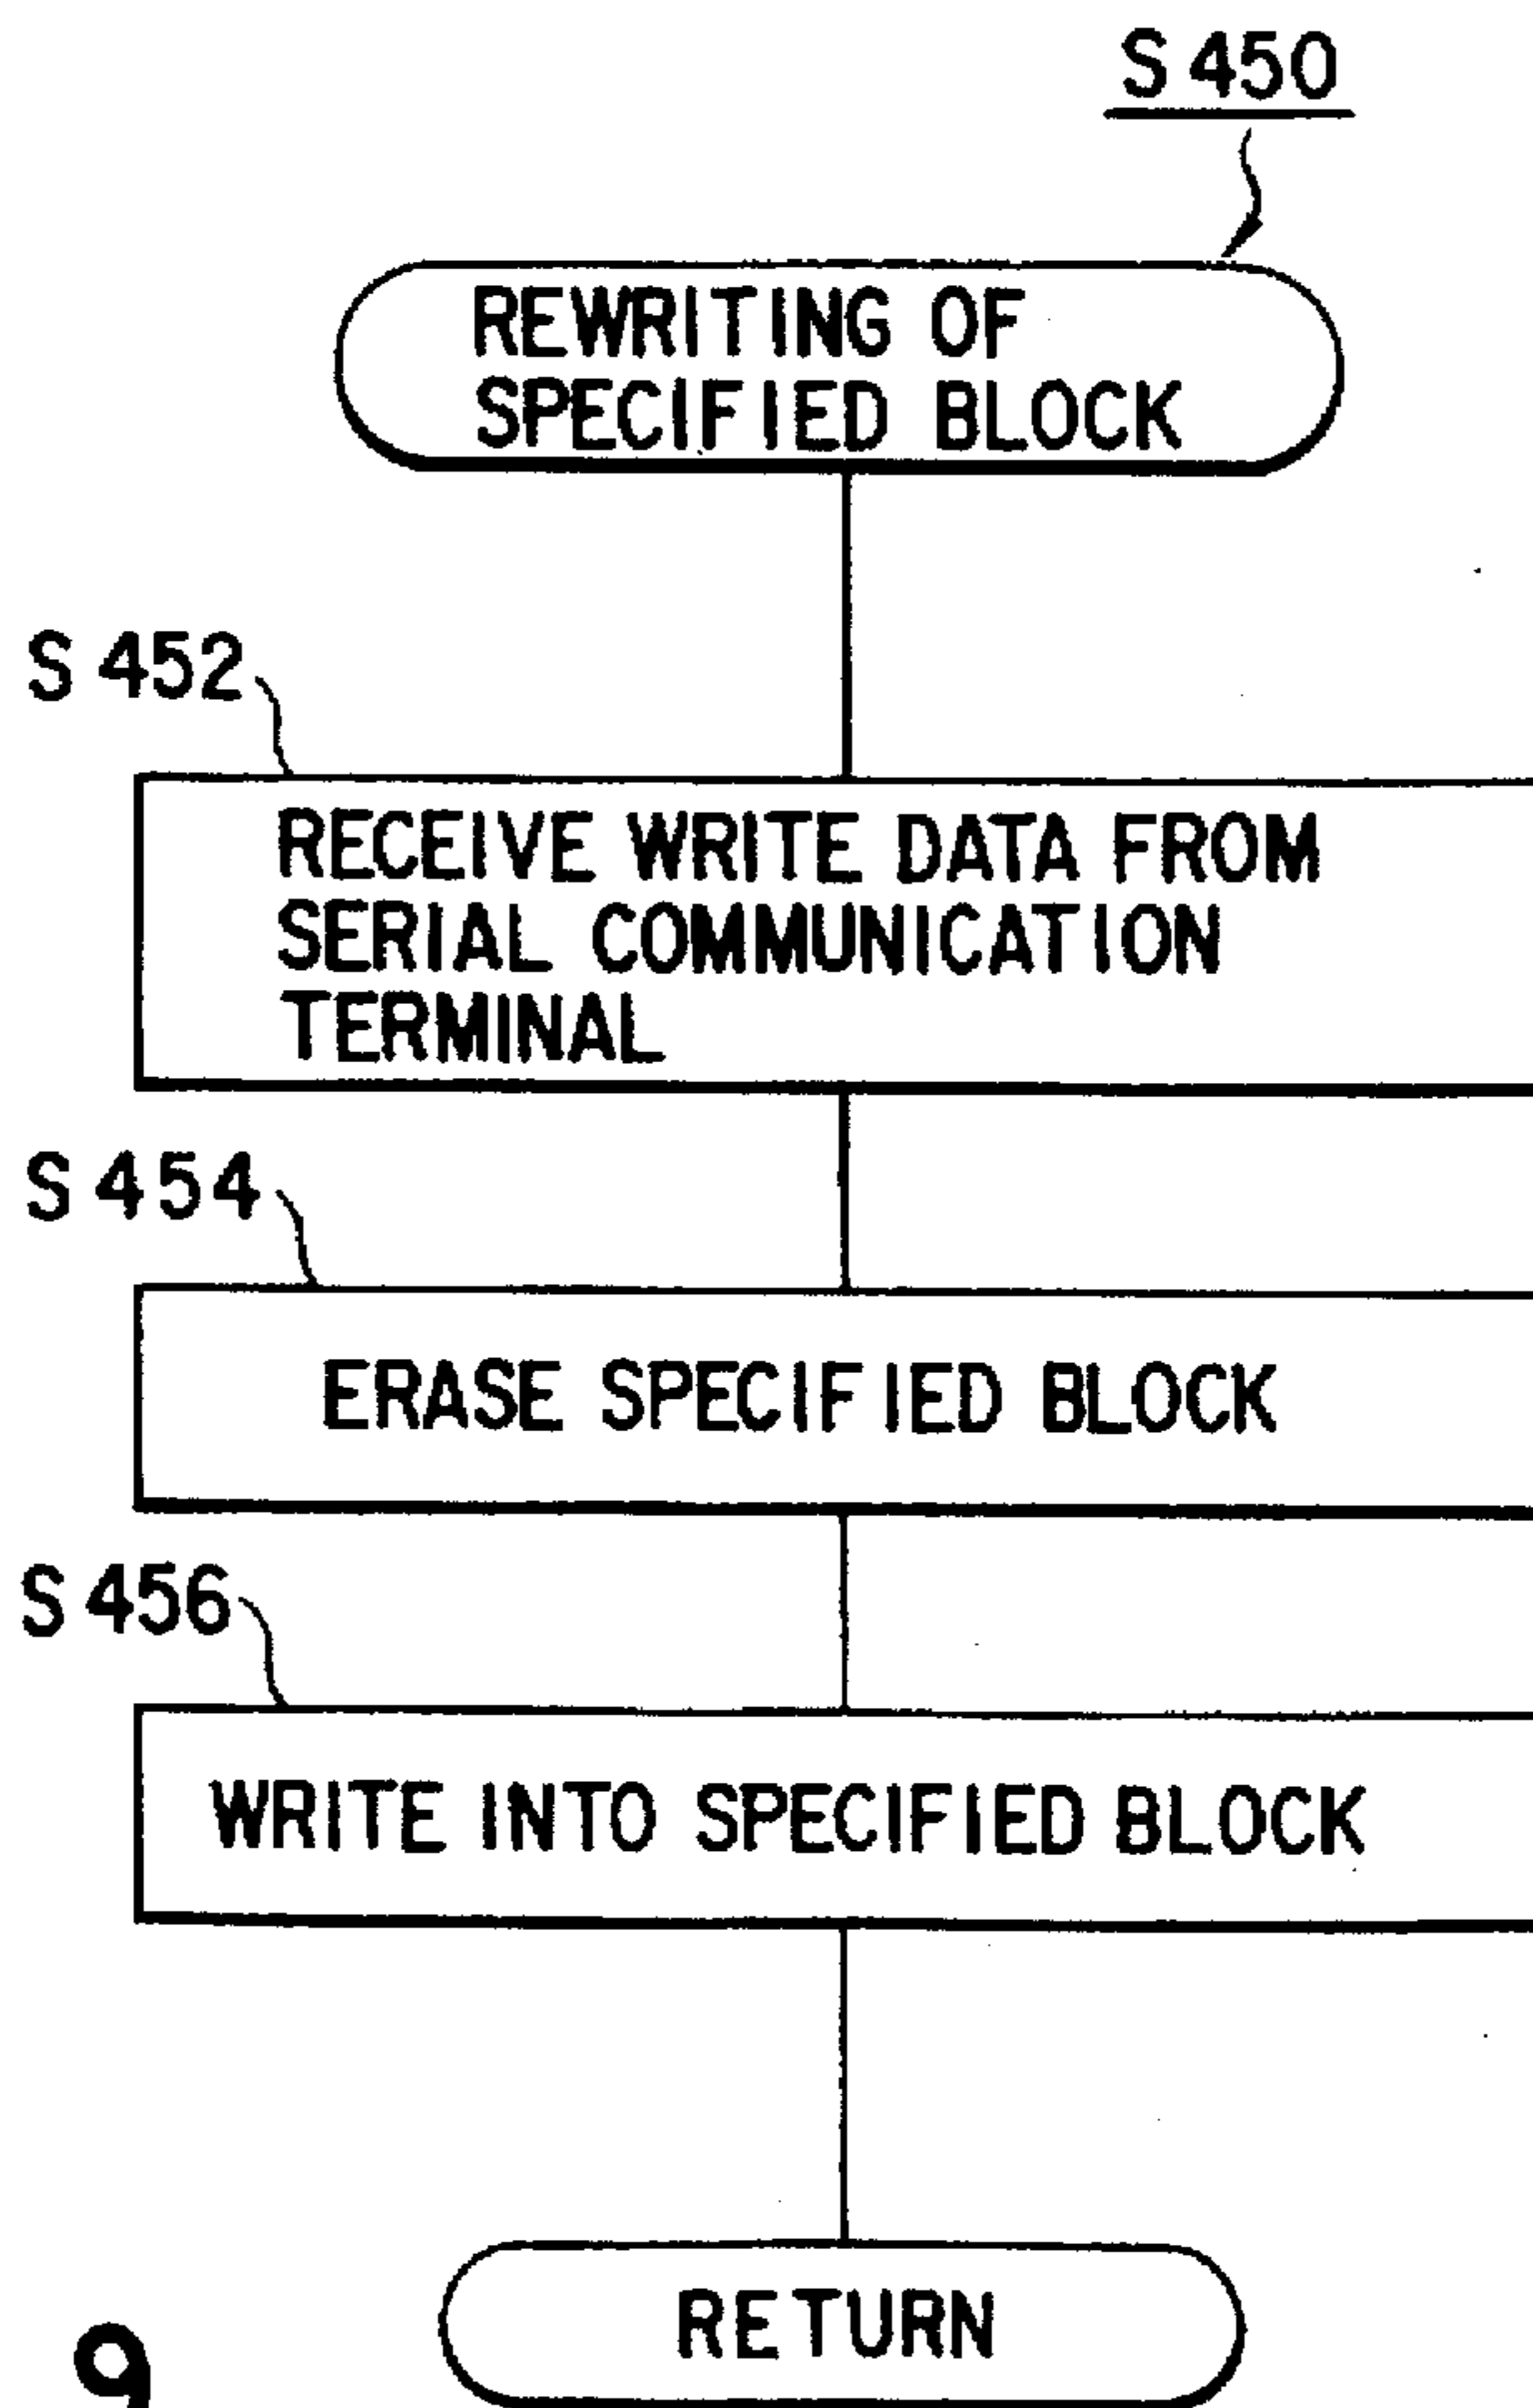 S450
REWRITING OF
SPECIFIED BLOCK
S452
RECEIVE WRITE DATA FROM
SERIAL COMMUNICATION
TERMINAL
S454
ERASE SPECIFIED BLOCK
S456
WRITE INTO SPECIFIED BLOCK
RETURN
9